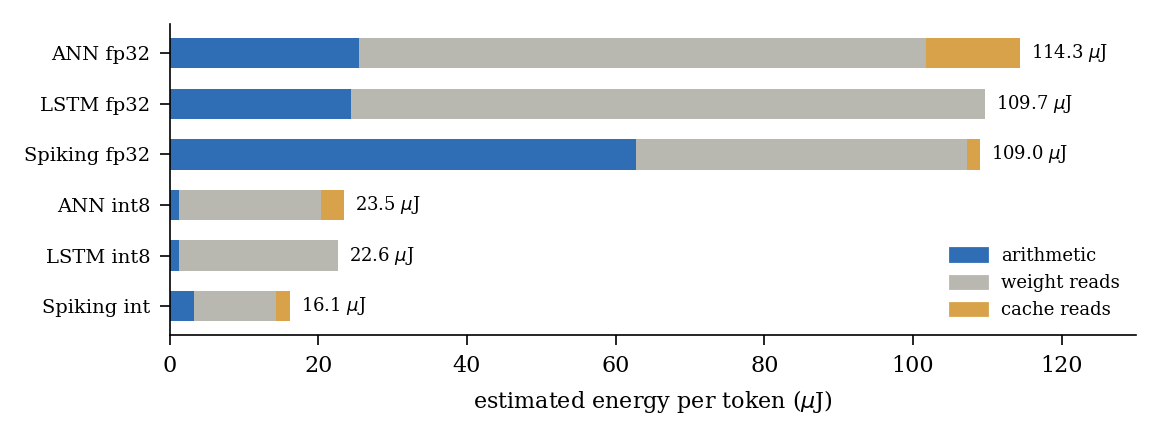 ANN fp32
114.3 μJ
LSTM fp32
109.7 μJ
Spiking fp32
109.0 μJ
ANN int8
23.5 μJ
LSTM int8
22.6 μJ
Spiking int
16.1 μJ
arithmetic
weight reads
cache reads
0 20 40 60 80 100 120
estimated energy per token (μJ)